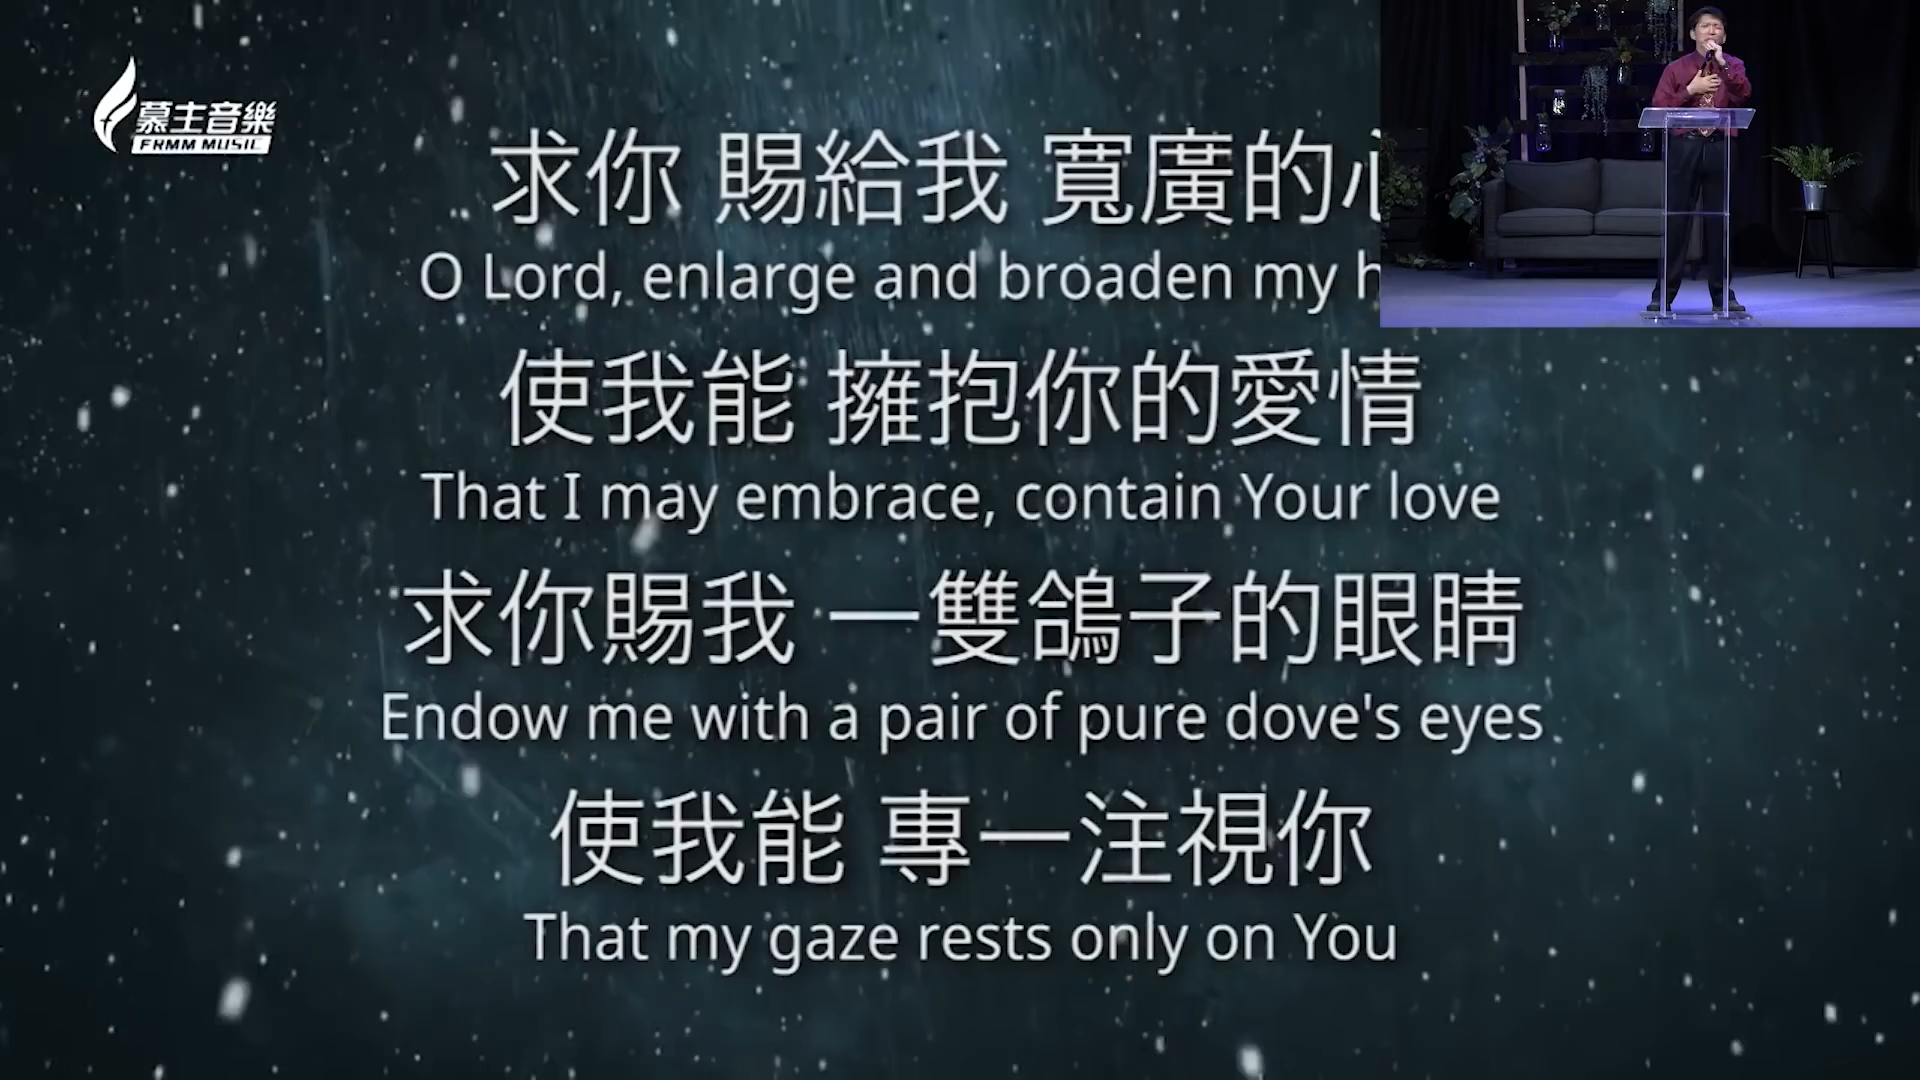 慕主音樂
FRMM MUSIC
求你 賜給我 寬廣的
O Lord, enlarge and broaden my
使我能 擁抱你的愛情
That I may embrace, contain Your love
求你賜我 一雙鴿子的眼睛
Endow me with a pair of pure dove's eyes
使我能 專一注視你
That my gaze rests only on You